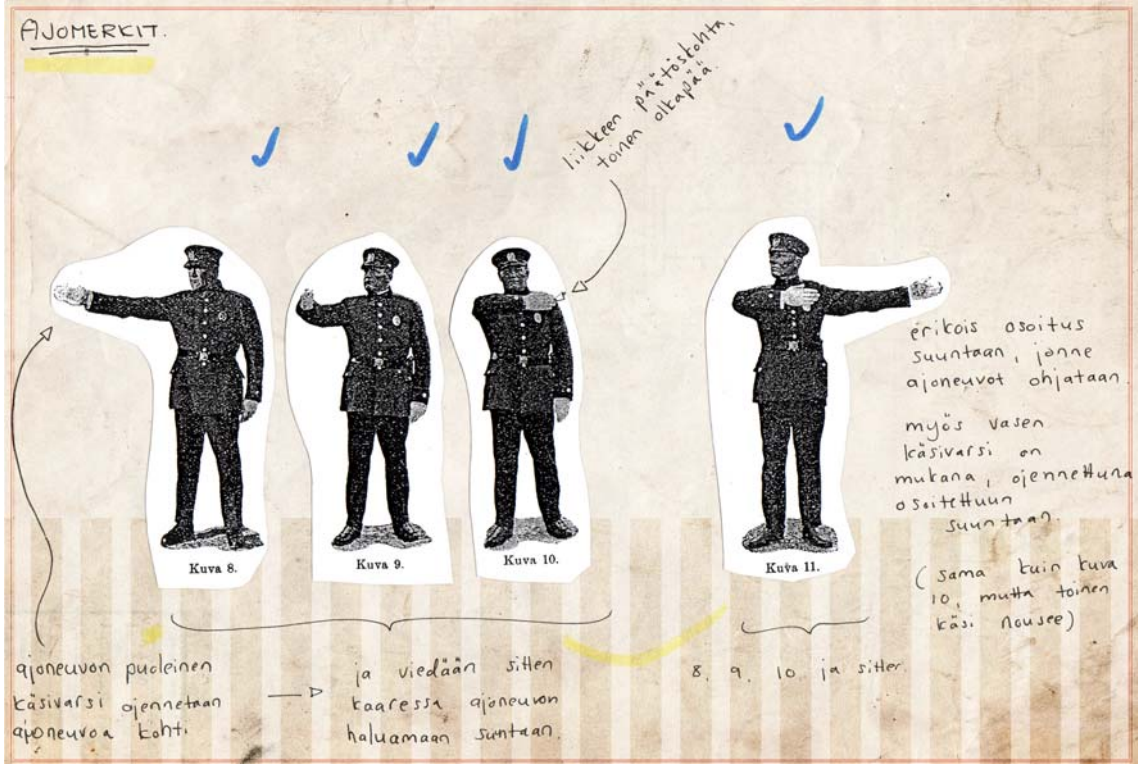 AJOMERKIT.
liikkeen päätöskohta,
toinen olkapää.
Kuva 8.
Kuva 9.
Kuva 10.
Kuva 11.
erikois osoitus
suuntaan, jonne
ajoneuvot ohjataan.
myös vasen
käsivarsi on
mukana, ojennettuna
osoitettuun
suuntaan.
(sama kuin kuva
10, mutta toinen
käsi nousee)
ajoneuvon puoleinen
käsivarsi ojennetaan
ajoneuvoa kohti
ja viedään sitten
kaaressa ajoneuvon
haluamaan suntaan.
8, 9, 10 ja sitten